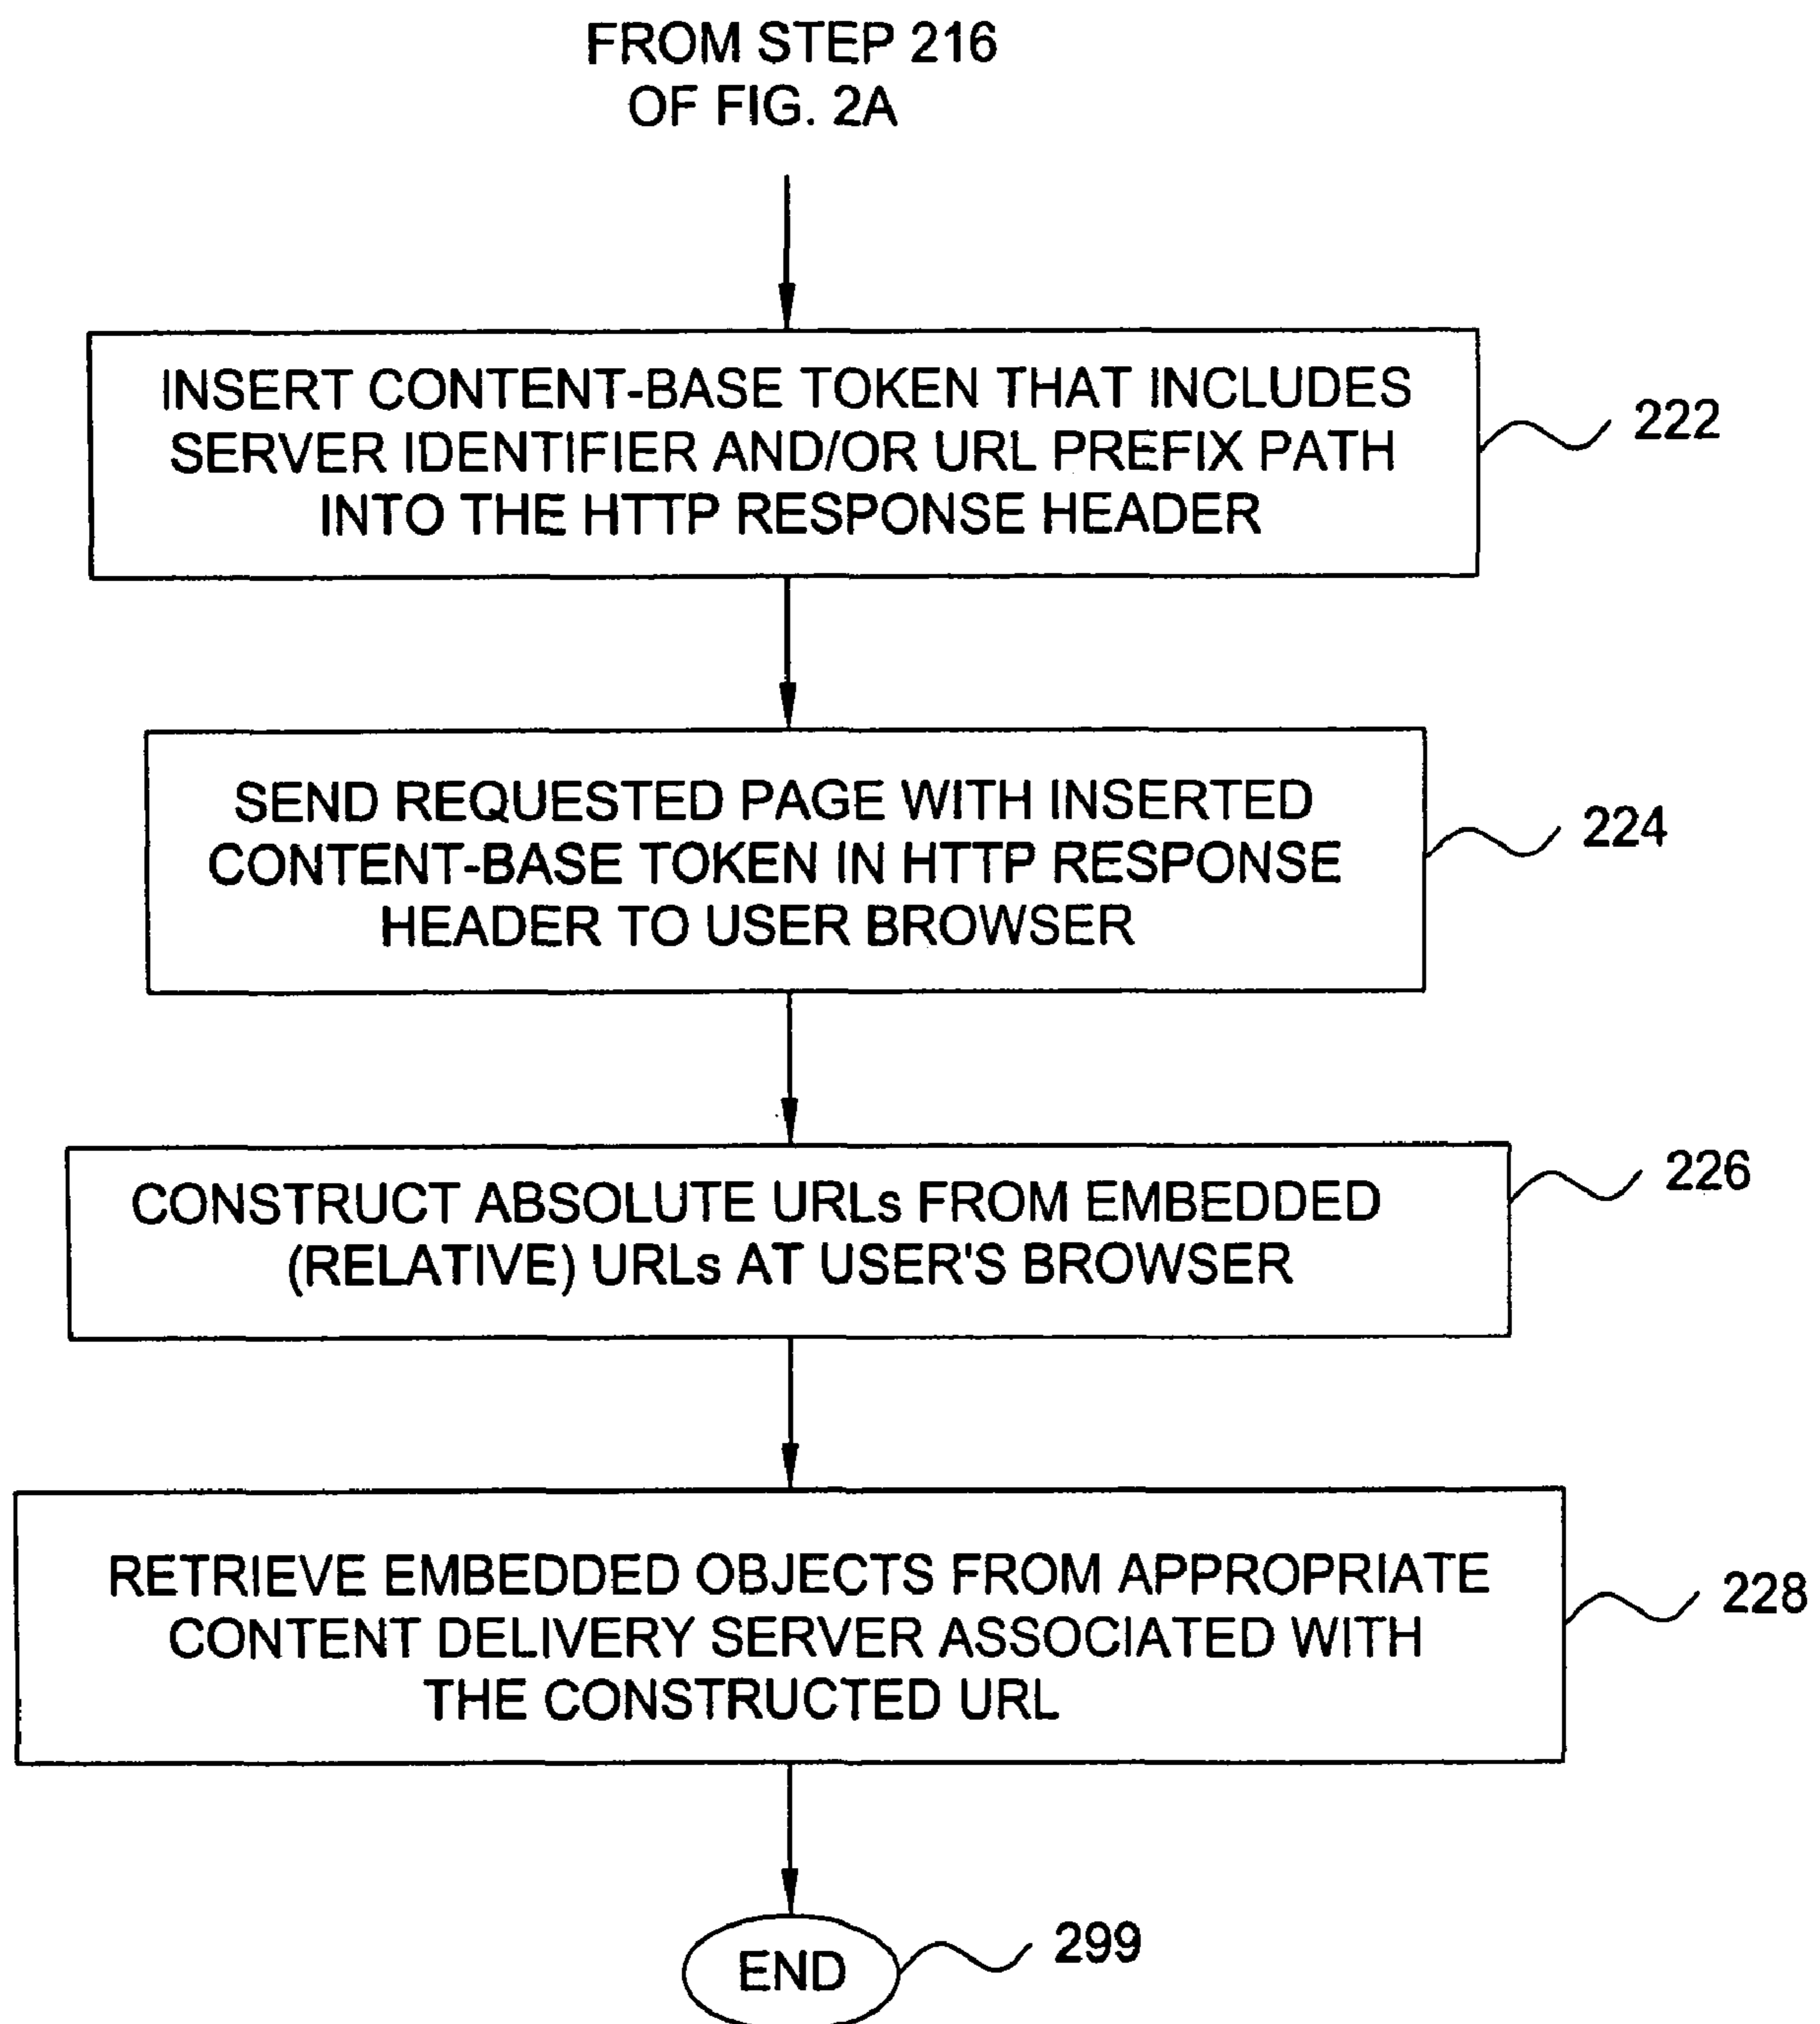 FROM STEP 216
OF FIG. 2A
INSERT CONTENT-BASE TOKEN THAT INCLUDES
SERVER IDENTIFIER AND/OR URL PREFIX PATH
INTO THE HTTP RESPONSE HEADER
222
SEND REQUESTED PAGE WITH INSERTED
CONTENT-BASE TOKEN IN HTTP RESPONSE
HEADER TO USER BROWSER
224
CONSTRUCT ABSOLUTE URLs FROM EMBEDDED
(RELATIVE) URLs AT USER'S BROWSER
226
RETRIEVE EMBEDDED OBJECTS FROM APPROPRIATE
CONTENT DELIVERY SERVER ASSOCIATED WITH
THE CONSTRUCTED URL
228
END
299